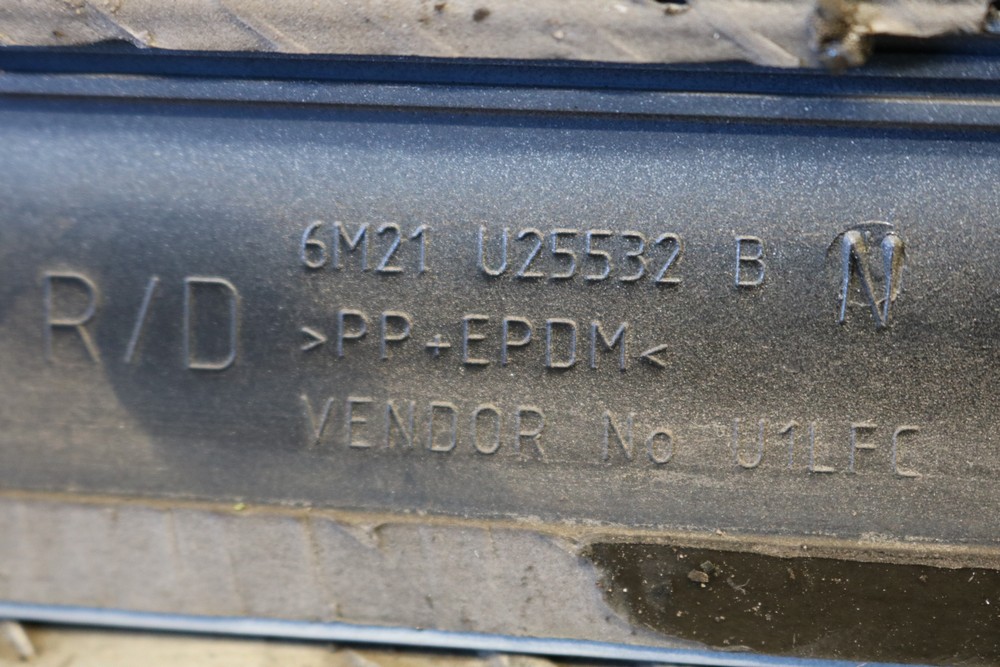 R/D
6M21 U25532 B N
>PP+EPDM<
VENDOR No U1LFC